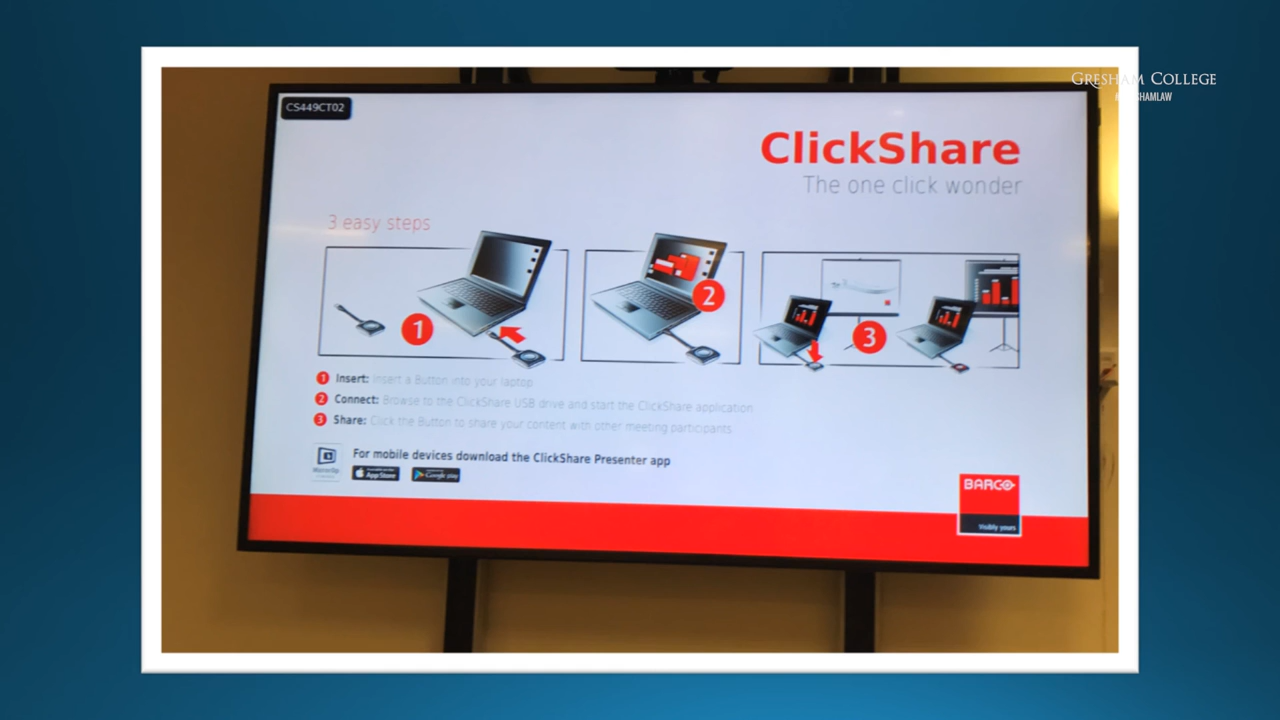 GRESHAM COLLEGE
CS449CT02
ClickShare
The one click wonder
3 easy steps
1
2
3
1 Insert: Insert a Button into your laptop
2 Connect: Browse to the ClickShare USB drive and start the ClickShare application
3 Share: Click the Button to share your content with other meeting participants
For mobile devices download the ClickShare Presenter app
App Store
Google play
BARCO
Visibly yours